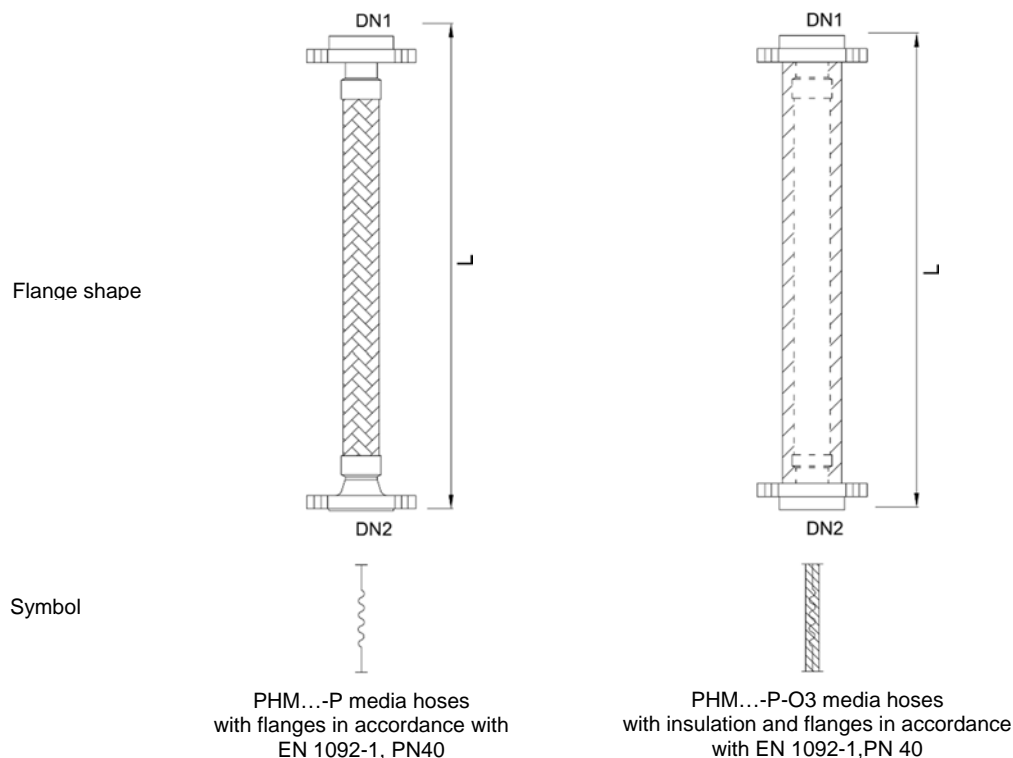 DN1
DN1
L
L
Flange shape
DN2
DN2
Symbol
PHM...-P media hoses
with flanges in accordance with
EN 1092-1, PN40
PHM...-P-O3 media hoses
with insulation and flanges in accordance
with EN 1092-1,PN 40